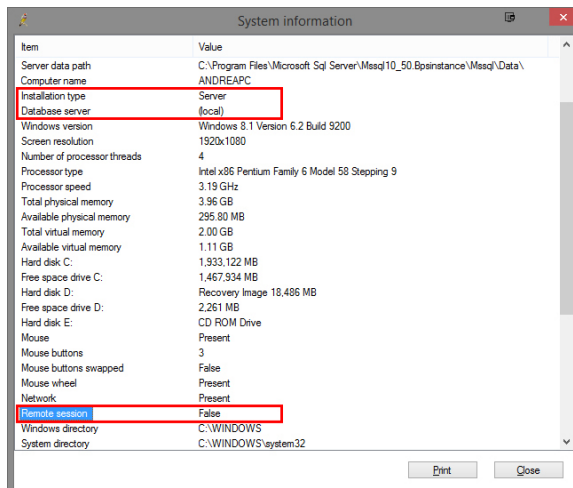 System information
Item Value
Server data path C:\Program Files\Microsoft Sql Server\Mssql10_50.Bpsinstance\Mssql\Data\
Computer name ANDREAPC
Installation type Server
Database server (local)
Windows version Windows 8.1 Version 6.2 Build 9200
Screen resolution 1920x1080
Number of processor threads 4
Processor type Intel x86 Pentium Family 6 Model 58 Stepping 9
Processor speed 3.19 GHz
Total physical memory 3.96 GB
Available physical memory 295.80 MB
Total virtual memory 2.00 GB
Available virtual memory 1.11 GB
Hard disk C: 1,933,122 MB
Free space drive C: 1,467,934 MB
Hard disk D: Recovery Image 18,486 MB
Free space drive D: 2,261 MB
Hard disk E: CD ROM Drive
Mouse Present
Mouse buttons 3
Mouse buttons swapped False
Mouse wheel Present
Network Present
Remote session False
Windows directory C:\WINDOWS
System directory C:\WINDOWS\system32
Print Close